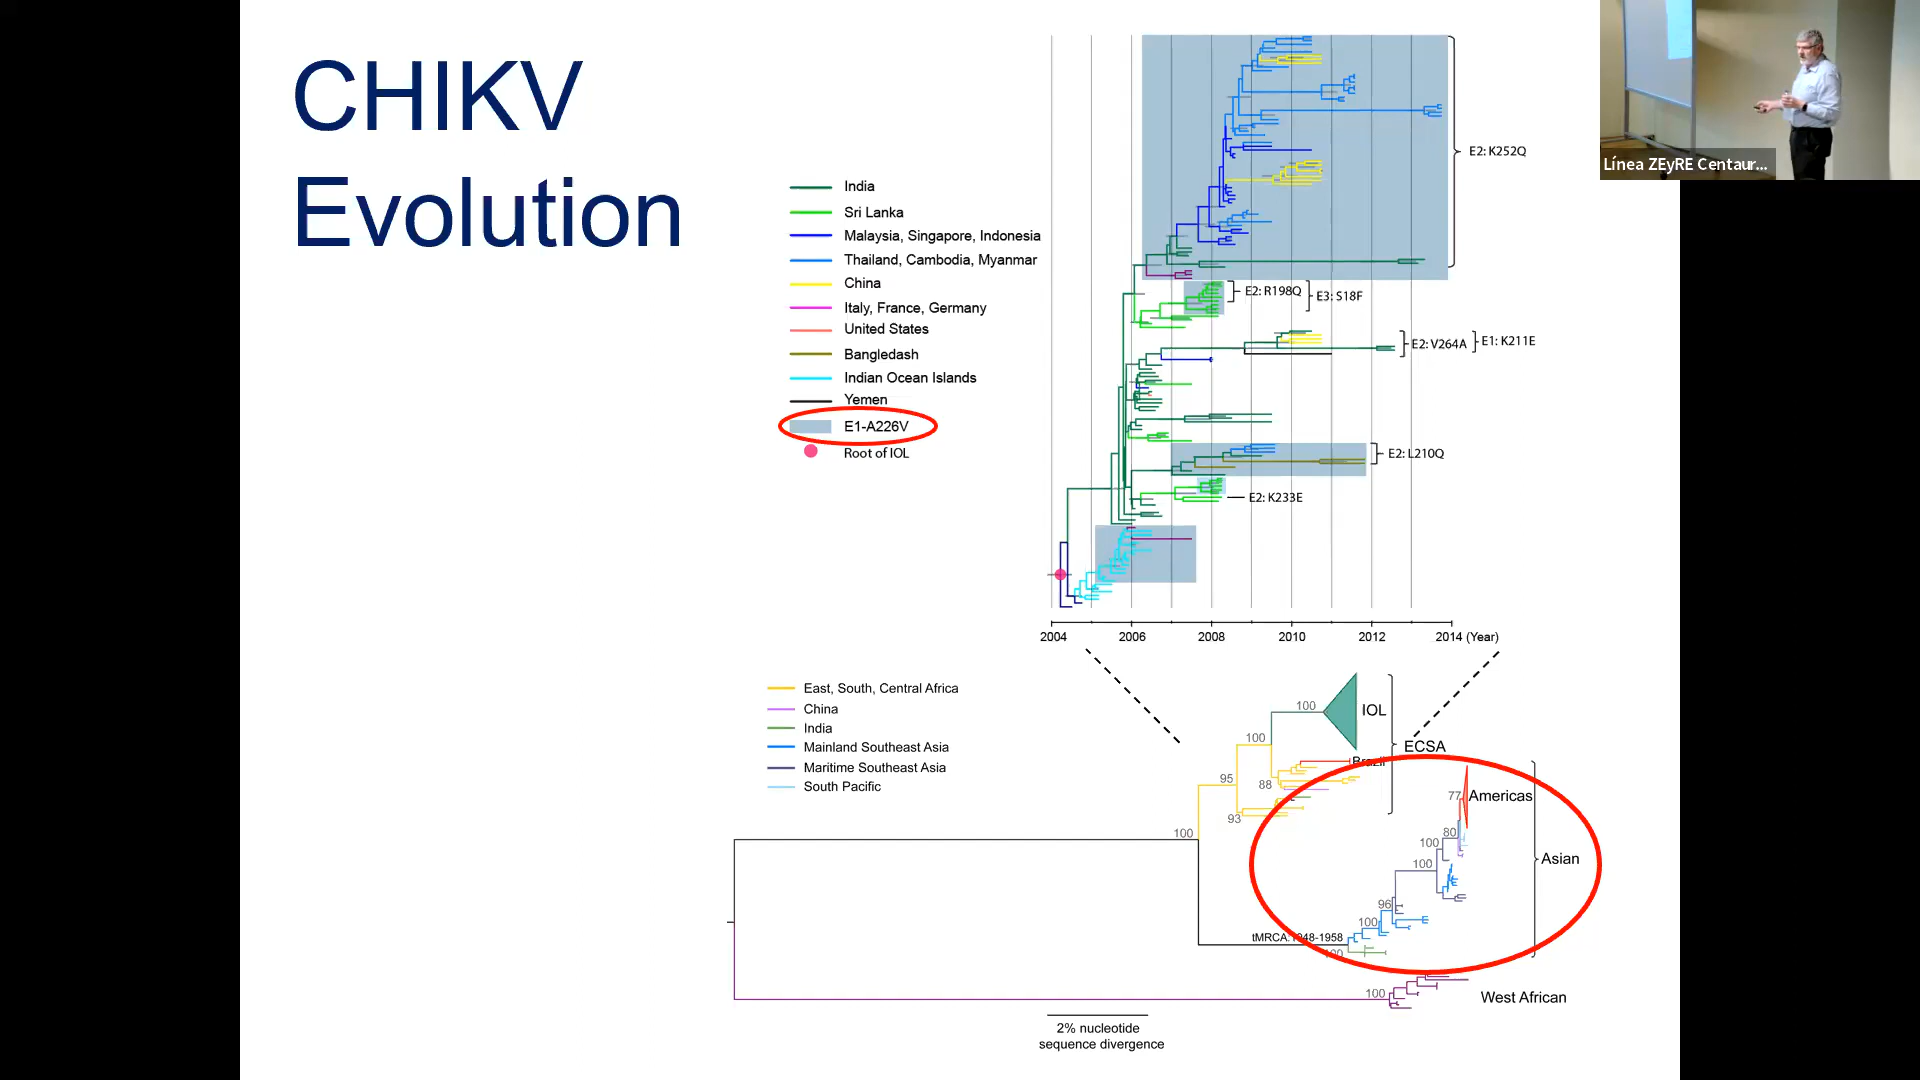 CHIKV
Evolution
Línea ZEyRE Centaur...
India
Sri Lanka
Malaysia, Singapore, Indonesia
Thailand, Cambodia, Myanmar
China
Italy, France, Germany
United States
Bangledash
Indian Ocean Islands
Yemen
E1-A226V
Root of IOL
E2: K252Q
E2: R198Q
E3: S18F
E2: V264A
E1: K211E
E2: L210Q
E2: K233E
2004 2006 2008 2010 2012 2014 (Year)
East, South, Central Africa
China
India
Mainland Southeast Asia
Maritime Southeast Asia
South Pacific
100
IOL
100
ECSA
Brazil
95
88
93
100
77
Americas
80
100
100
Asian
96
100
tMRCA:1948-1958
100
100
West African
2% nucleotide
sequence divergence